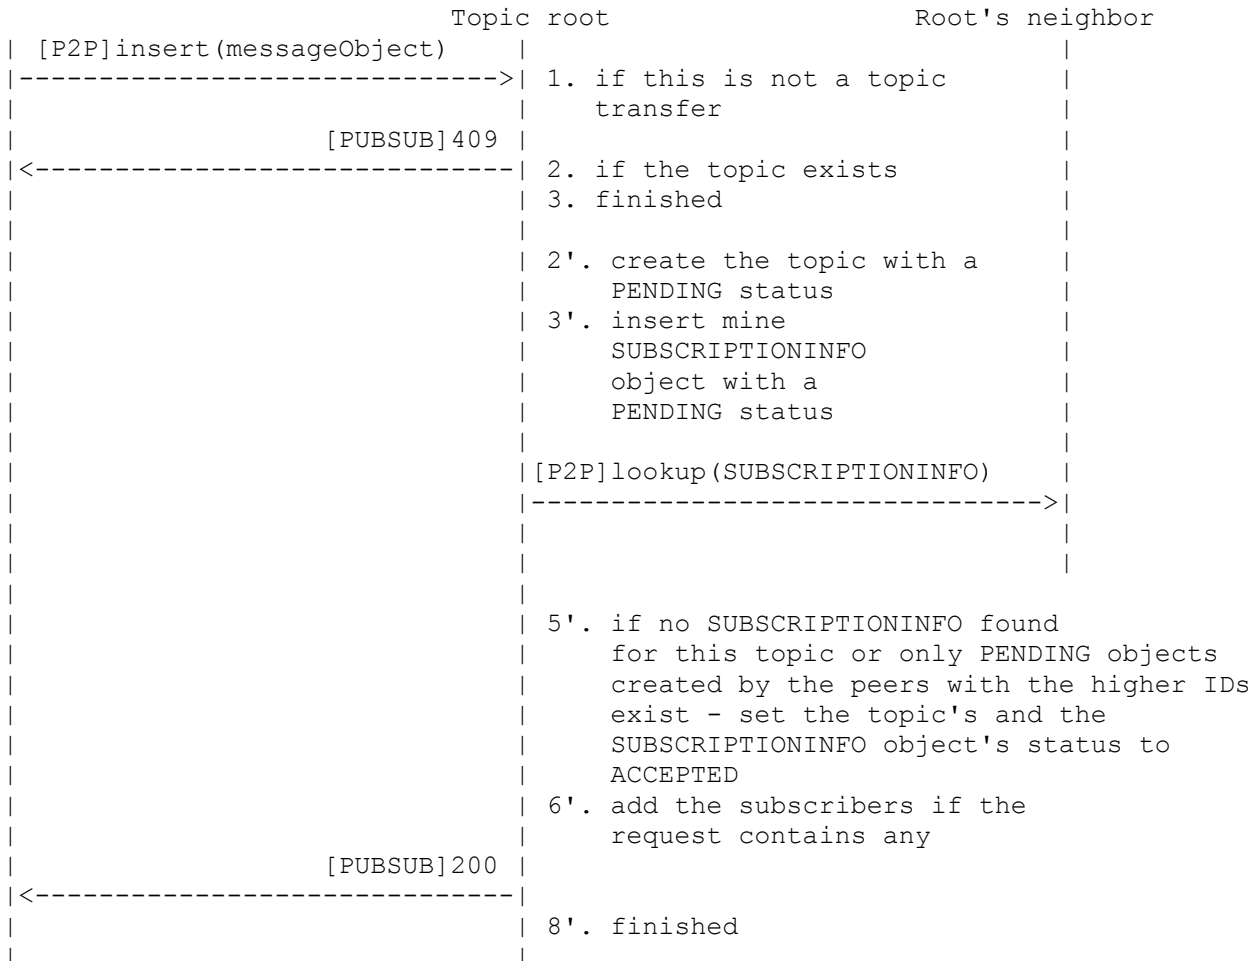 Topic root Root's neighbor
| [P2P]insert(messageObject) | |
|------------------------------>| 1. if this is not a topic |
| | transfer |
| [PUBSUB]409 | |
|<------------------------------| 2. if the topic exists |
| | 3. finished |
| | |
| | 2'. create the topic with a |
| | PENDING status |
| | 3'. insert mine |
| | SUBSCRIPTIONINFO |
| | object with a |
| | PENDING status |
| | |
| |[P2P]lookup(SUBSCRIPTIONINFO) |
| |-------------------------------->|
| | |
| | |
| |
| | 5'. if no SUBSCRIPTIONINFO found
| | for this topic or only PENDING objects
| | created by the peers with the higher IDs
| | exist - set the topic's and the
| | SUBSCRIPTIONINFO object's status to
| | ACCEPTED
| | 6'. add the subscribers if the
| | request contains any
| [PUBSUB]200 |
|<------------------------------|
| | 8'. finished
| |